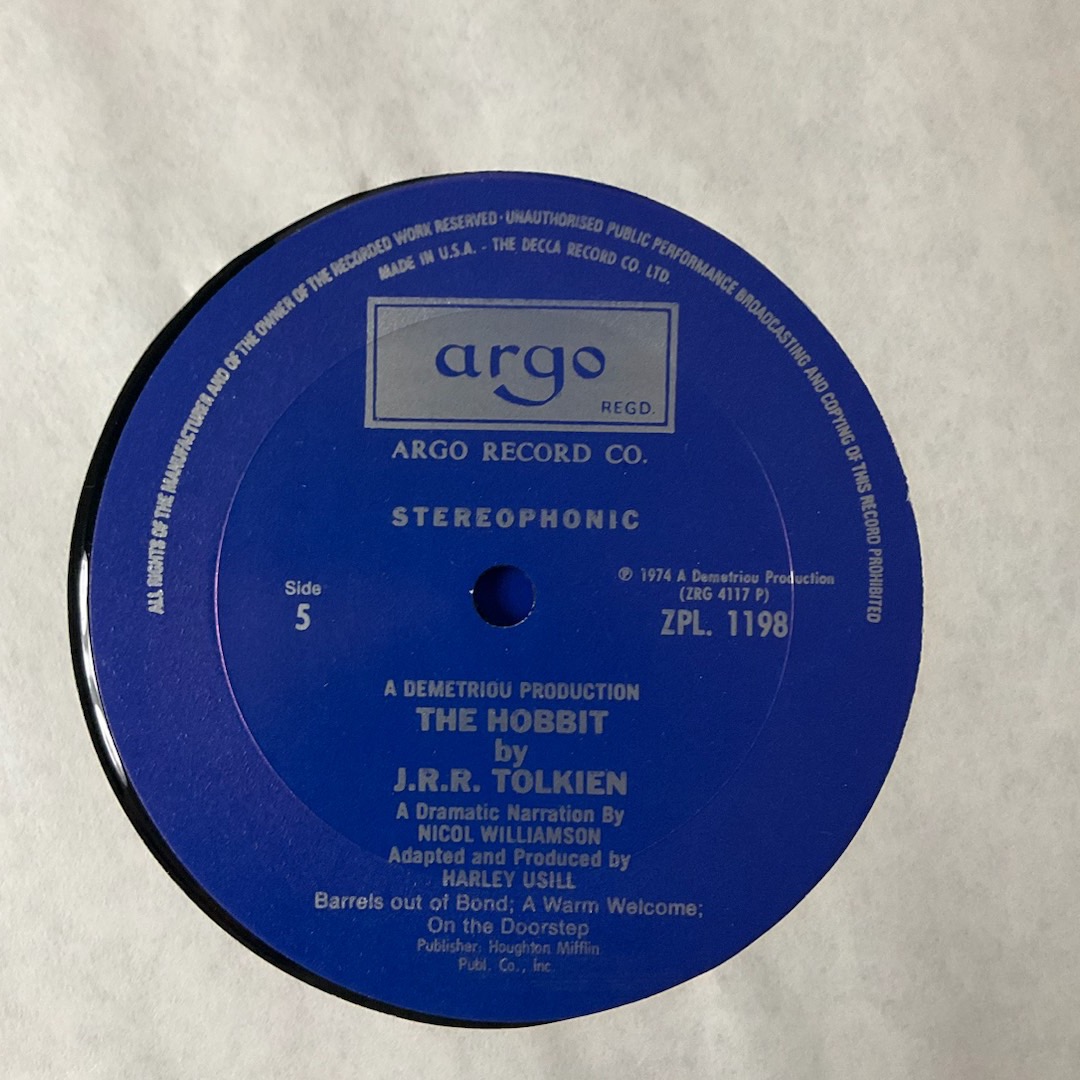 ALL RIGHTS OF THE MANUFACTURER AND OF THE OWNER OF THE RECORDED WORK RESERVED · UNAUTHORISED PUBLIC PERFORMANCE BROADCASTING AND COPYING OF THIS RECORD PROHIBITED
MADE IN U.S.A. - THE DECCA RECORD CO. LTD.
argo
REGD.
ARGO RECORD CO.
STEREOPHONIC
Side
5
℗ 1974 A Demetriou Production
(ZRG 4117 P)
ZPL. 1198
A DEMETRIOU PRODUCTION
THE HOBBIT
by
J.R.R. TOLKIEN
A Dramatic Narration By
NICOL WILLIAMSON
Adapted and Produced by
HARLEY USILL
Barrels out of Bond; A Warm Welcome;
On the Doorstep
Publisher: Houghton Mifflin
Publ. Co., Inc.